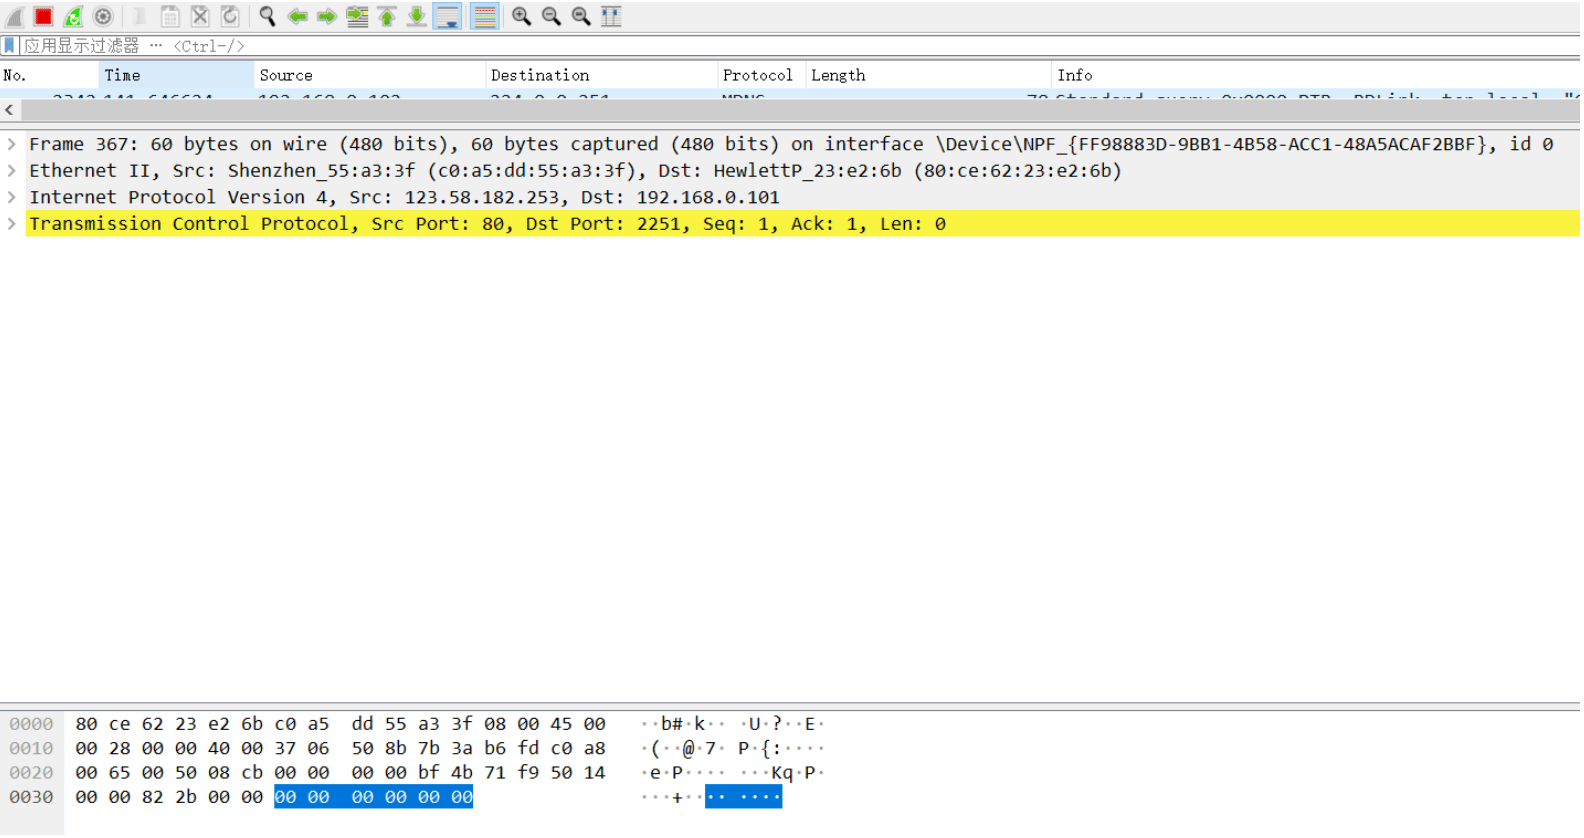 应用显示过滤器 … <Ctrl-/>
No. Time Source Destination Protocol Length Info
Frame 367: 60 bytes on wire (480 bits), 60 bytes captured (480 bits) on interface \Device\NPF_{FF98883D-9BB1-4B58-ACC1-48A5ACAF2BBF}, id 0
Ethernet II, Src: Shenzhen_55:a3:3f (c0:a5:dd:55:a3:3f), Dst: HewlettP_23:e2:6b (80:ce:62:23:e2:6b)
Internet Protocol Version 4, Src: 123.58.182.253, Dst: 192.168.0.101
Transmission Control Protocol, Src Port: 80, Dst Port: 2251, Seq: 1, Ack: 1, Len: 0
0000 80 ce 62 23 e2 6b c0 a5 dd 55 a3 3f 08 00 45 00 ··b#·k·· ·U·?··E·
0010 00 28 00 00 40 00 37 06 50 8b 7b 3a b6 fd c0 a8 ·(··@·7· P·{:····
0020 00 65 00 50 08 cb 00 00 00 00 bf 4b 71 f9 50 14 ·e·P···· ···Kq·P·
0030 00 00 82 2b 00 00 00 00 00 00 00 00 ···+···· ····